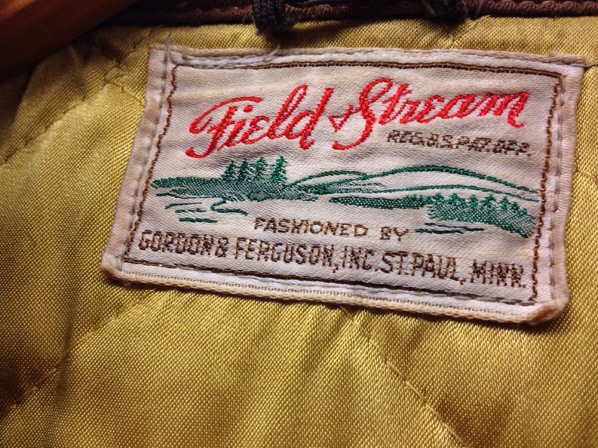 Field & Stream
REG.U.S.PAT.OFF.
FASHIONED BY
GORDON & FERGUSON, INC. ST. PAUL, MINN.